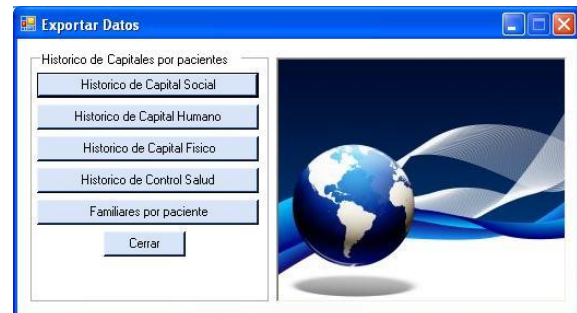 Exportar Datos
Historico de Capitales por pacientes
Historico de Capital Social
Historico de Capital Humano
Historico de Capital Fisico
Historico de Control Salud
Familiares por paciente
Cerrar